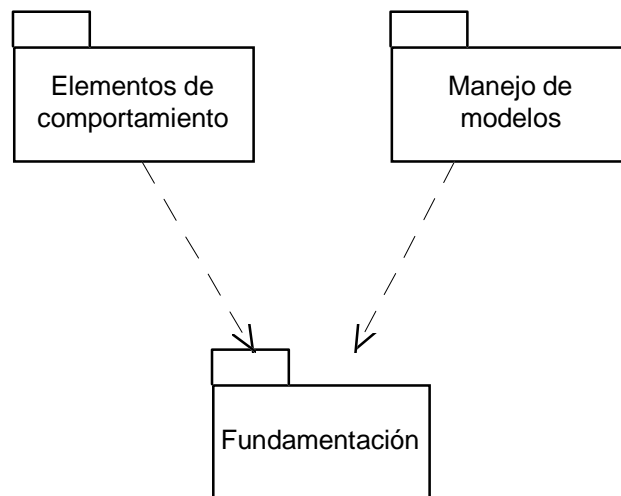 Elementos de
comportamiento
Manejo de
modelos
Fundamentación